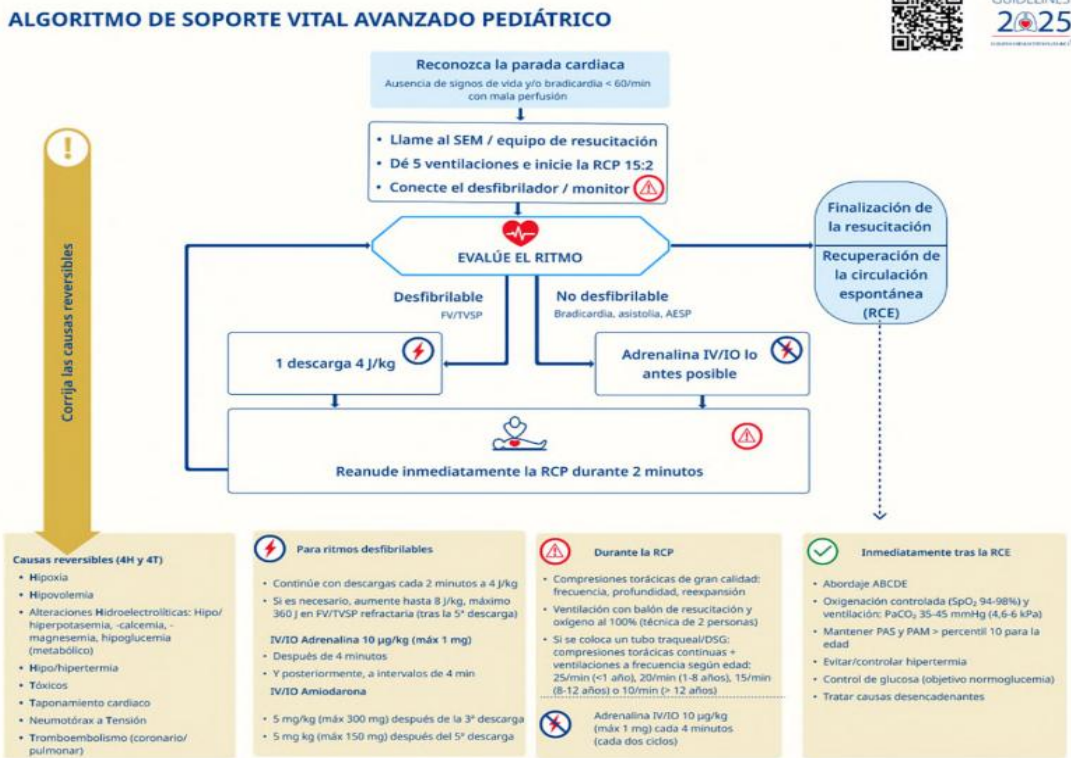 ALGORITMO DE SOPORTE VITAL AVANZADO PEDIÁTRICO
GUIDELINES
2025
Reconozca la parada cardiaca
Ausencia de signos de vida y/o bradicardia < 60/min
con mala perfusión
• Llame al SEM / equipo de resucitación
• Dé 5 ventilaciones e inicie la RCP 15:2
• Conecte el desfibrilador / monitor
EVALÚE EL RITMO
Finalización de
la resucitación
Recuperación de
la circulación
espontánea
(RCE)
Desfibrilable
FV/TVSP
No desfibrilable
Bradicardia, asistolia, AESP
1 descarga 4 J/kg
Adrenalina IV/IO lo
antes posible
Reanude inmediatamente la RCP durante 2 minutos
!
Corrija las causas reversibles
Causas reversibles (4H y 4T)
• Hipoxia
• Hipovolemia
• Alteraciones Hidroelectrolíticas: Hipo/
hiperpotasemia, -calcemia, -
magnesemia, hipoglucemia
(metabólico)
• Hipo/hipertermia
• Tóxicos
• Taponamiento cardiaco
• Neumotórax a Tensión
• Tromboembolismo (coronario/
pulmonar)
Para ritmos desfibrilables
• Continúe con descargas cada 2 minutos a 4 J/kg
• Si es necesario, aumente hasta 8 J/kg, máximo
360 J en FV/TVSP refractaria (tras la 5ª descarga)
IV/IO Adrenalina 10 µg/kg (máx 1 mg)
• Después de 4 minutos
• Y posteriormente, a intervalos de 4 min
IV/IO Amiodarona
• 5 mg/kg (máx 300 mg) después de la 3ª descarga
• 5 mg kg (máx 150 mg) después del 5ª descarga
Durante la RCP
• Compresiones torácicas de gran calidad:
frecuencia, profundidad, reexpansión
• Ventilación con balón de resucitación y
oxígeno al 100% (técnica de 2 personas)
• Si se coloca un tubo traqueal/DSG:
compresiones torácicas continuas +
ventilaciones a frecuencia según edad:
25/min (<1 año), 20/min (1-8 años), 15/min
(8-12 años) o 10/min (> 12 años)
Adrenalina IV/IO 10 µg/kg
(máx 1 mg) cada 4 minutos
(cada dos ciclos)
Inmediatamente tras la RCE
• Abordaje ABCDE
• Oxigenación controlada (SpO₂ 94-98%) y
ventilación: PaCO₂ 35-45 mmHg (4,6-6 kPa)
• Mantener PAS y PAM > percentil 10 para la
edad
• Evitar/controlar hipertermia
• Control de glucosa (objetivo normoglucemia)
• Tratar causas desencadenantes